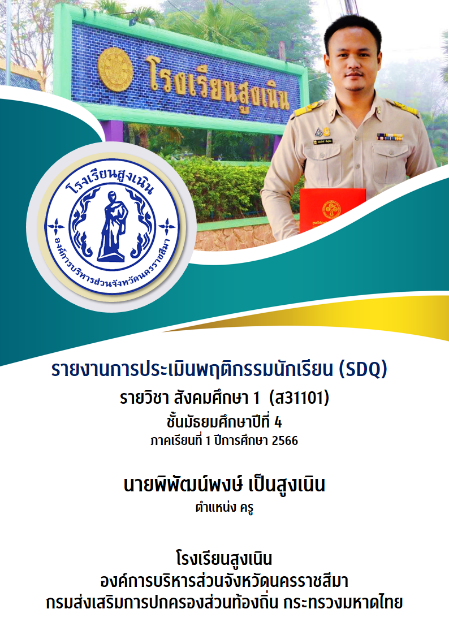 โรงเรียนสูงเนิน
โรงเรียนสูงเนิน
องค์การบริหารส่วนจังหวัดนครราชสีมา
รายงานการประเมินพฤติกรรมนักเรียน (SDQ)
รายวิชา สังคมศึกษา 1 (ส31101)
ชั้นมัธยมศึกษาปีที่ 4
ภาคเรียนที่ 1 ปีการศึกษา 2566
นายพิพัฒน์พงษ์ เป็นสูงเนิน
ตำแหน่ง ครู
โรงเรียนสูงเนิน
องค์การบริหารส่วนจังหวัดนครราชสีมา
กรมส่งเสริมการปกครองส่วนท้องถิ่น กระทรวงมหาดไทย